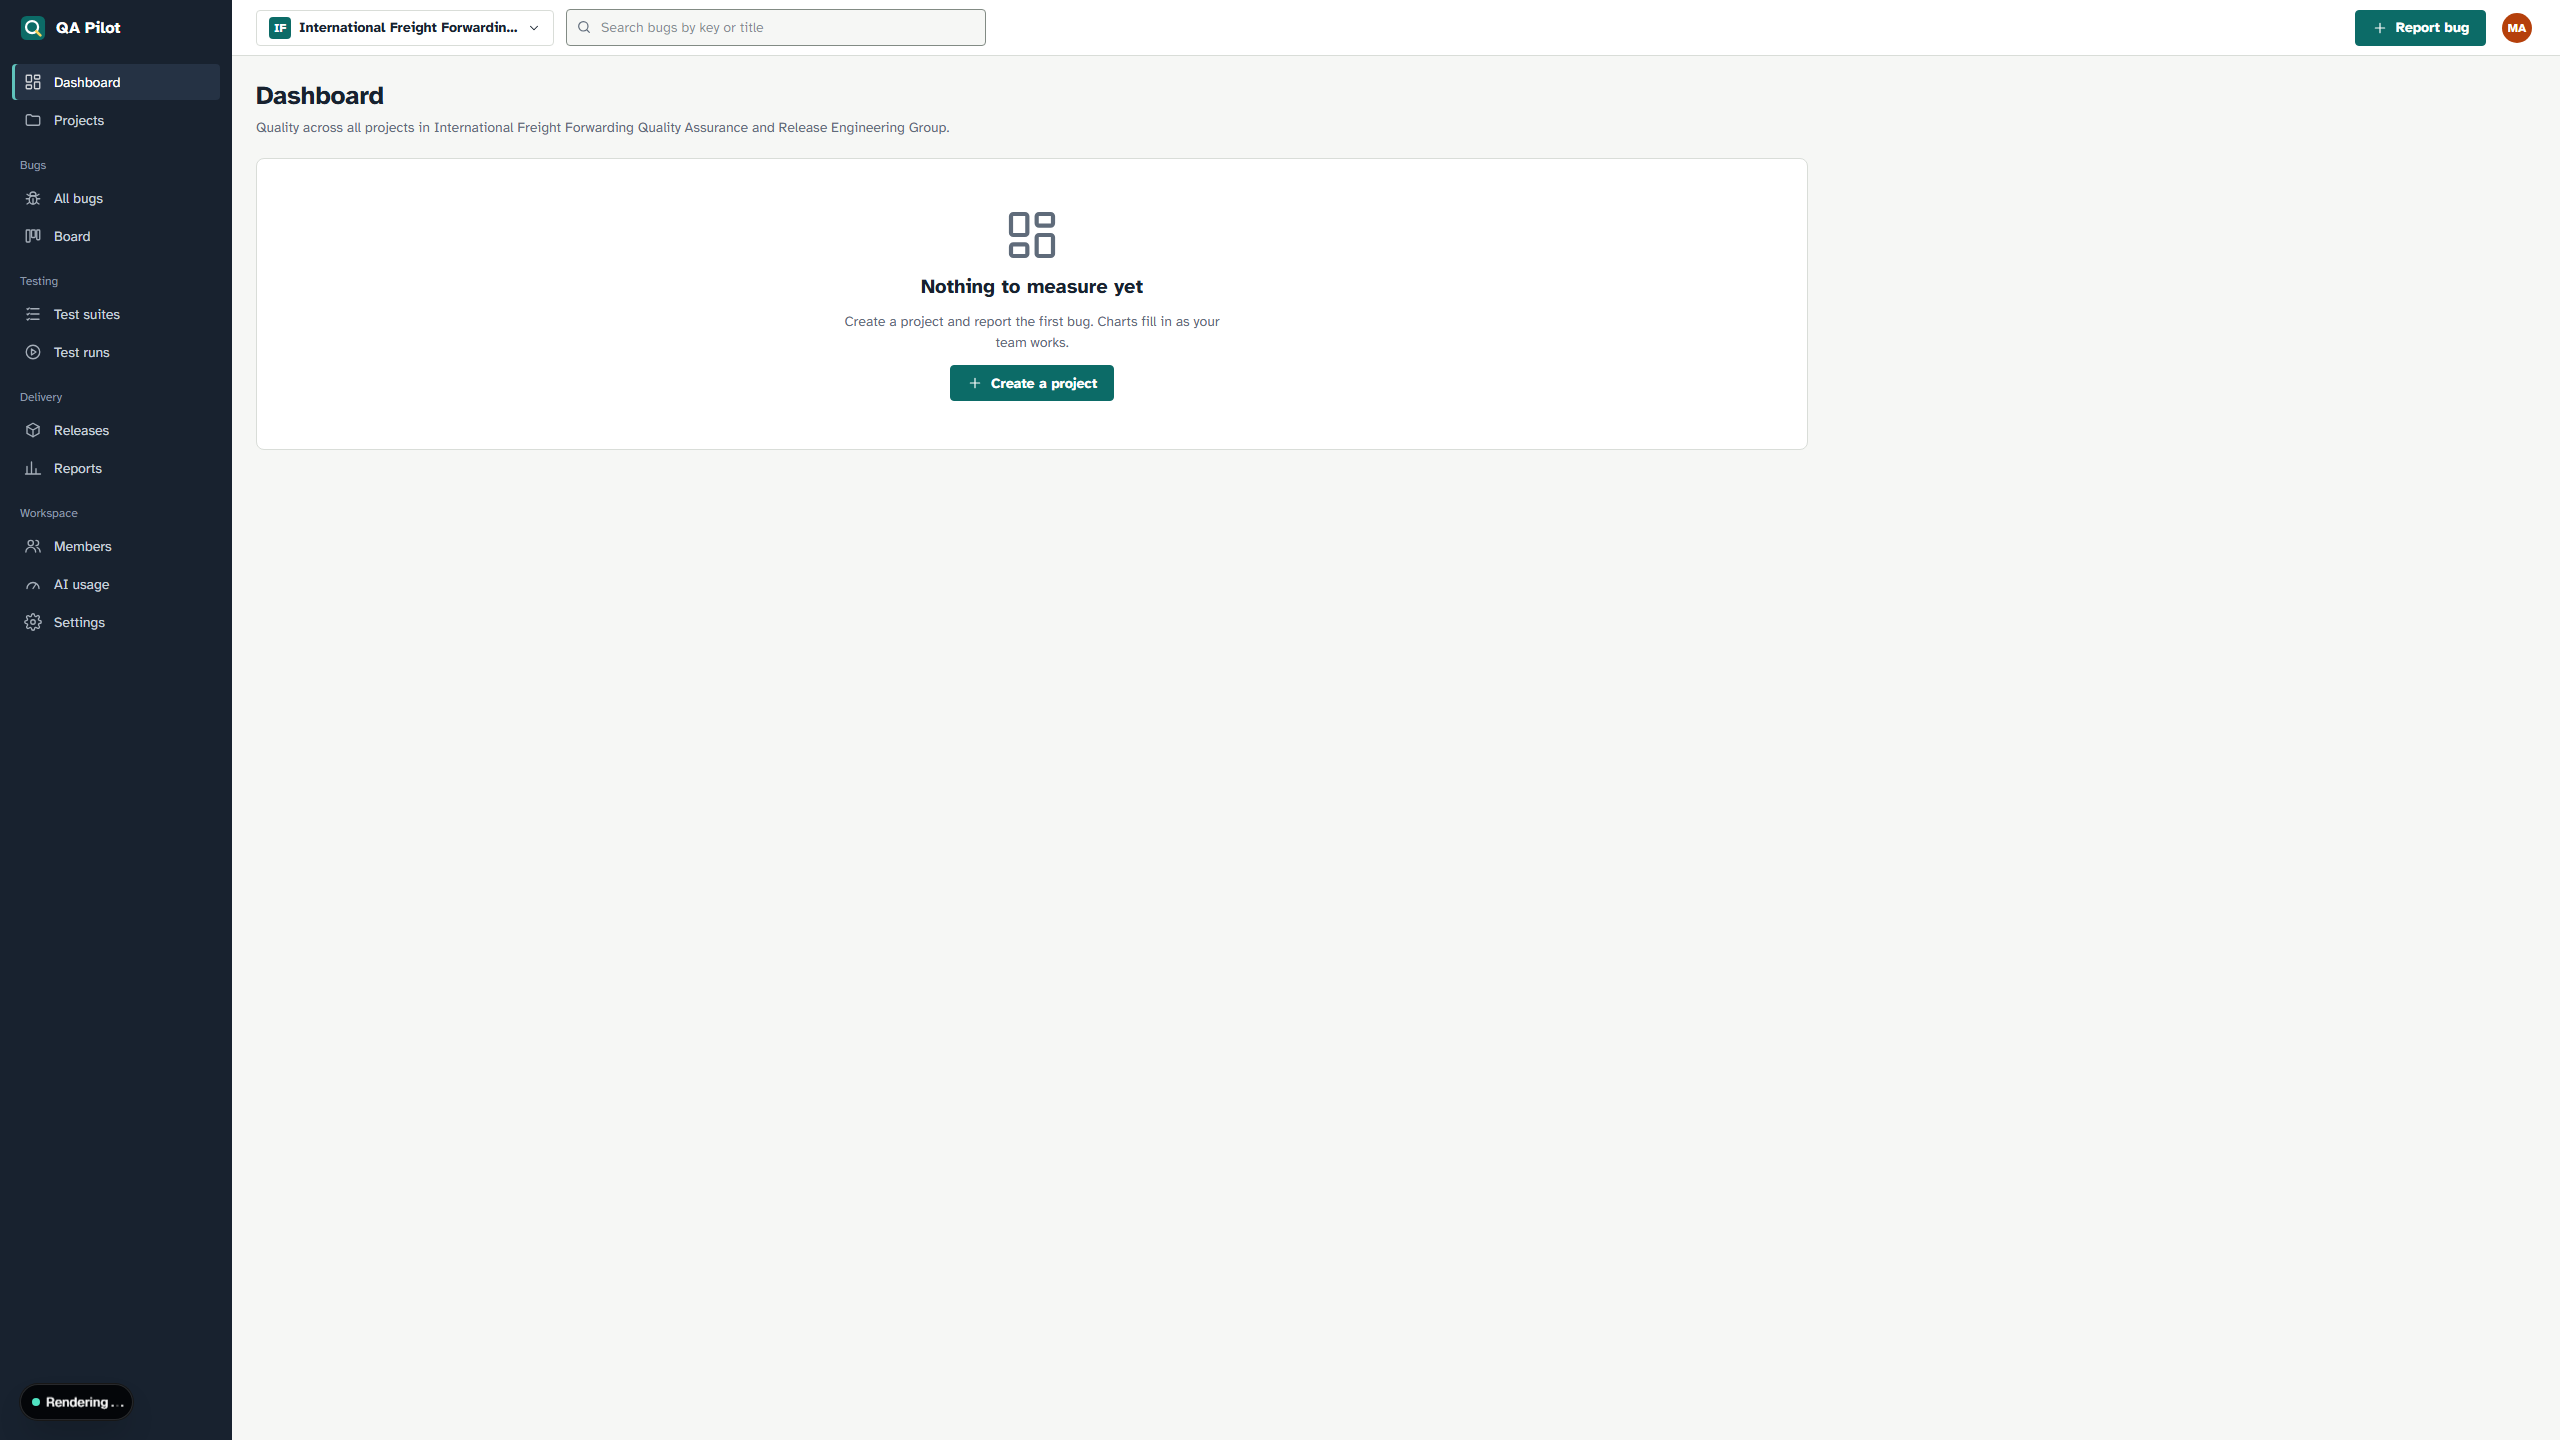 QA Pilot
IF International Freight Forwardin...
Search bugs by key or title
Report bug
MA
Dashboard
Projects
Bugs
All bugs
Board
Testing
Test suites
Test runs
Delivery
Releases
Reports
Workspace
Members
AI usage
Settings
Rendering...
Dashboard
Quality across all projects in International Freight Forwarding Quality Assurance and Release Engineering Group.
Nothing to measure yet
Create a project and report the first bug. Charts fill in as your
team works.
Create a project